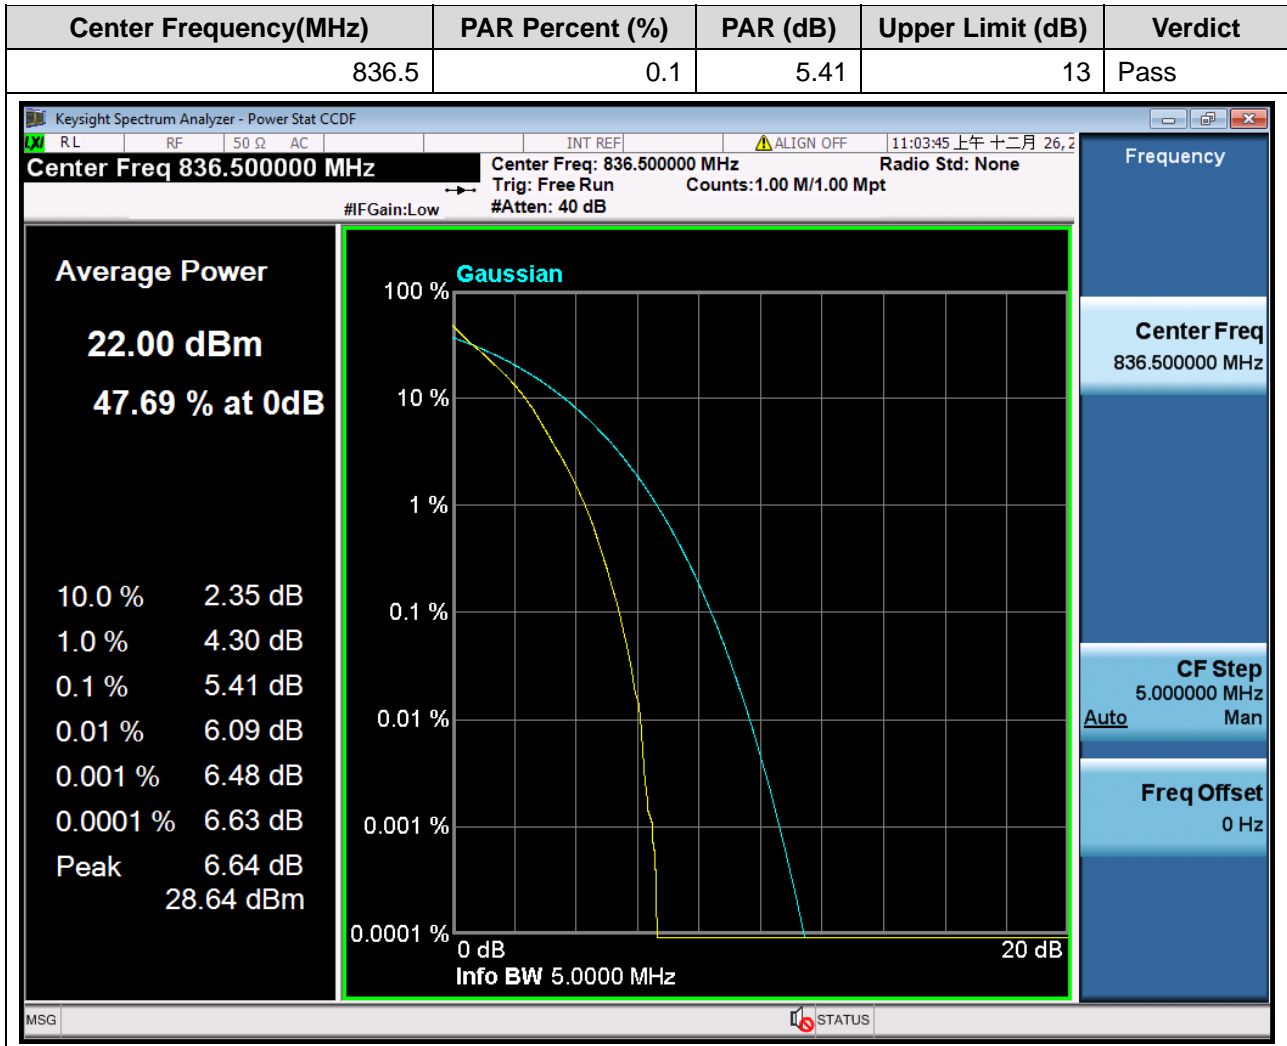 Center Frequency(MHz) PAR Percent (%) PAR (dB) Upper Limit (dB) Verdict
836.5 0.1 5.41 13 Pass
Keysight Spectrum Analyzer - Power Stat CCDF
LXI RL RF 50 Ω AC INT REF ALIGN OFF 11:03:45 上午 十二月 26, 2
Center Freq 836.500000 MHz
Center Freq: 836.500000 MHz Radio Std: None
Trig: Free Run Counts:1.00 M/1.00 Mpt
#IFGain:Low #Atten: 40 dB
Average Power
22.00 dBm
47.69 % at 0dB
10.0 % 2.35 dB
1.0 % 4.30 dB
0.1 % 5.41 dB
0.01 % 6.09 dB
0.001 % 6.48 dB
0.0001 % 6.63 dB
Peak 6.64 dB
28.64 dBm
Gaussian
100 %
10 %
1 %
0.1 %
0.01 %
0.001 %
0.0001 %
0 dB 20 dB
Info BW 5.0000 MHz
Frequency
Center Freq
836.500000 MHz
CF Step
5.000000 MHz
Auto Man
Freq Offset
0 Hz
MSG STATUS